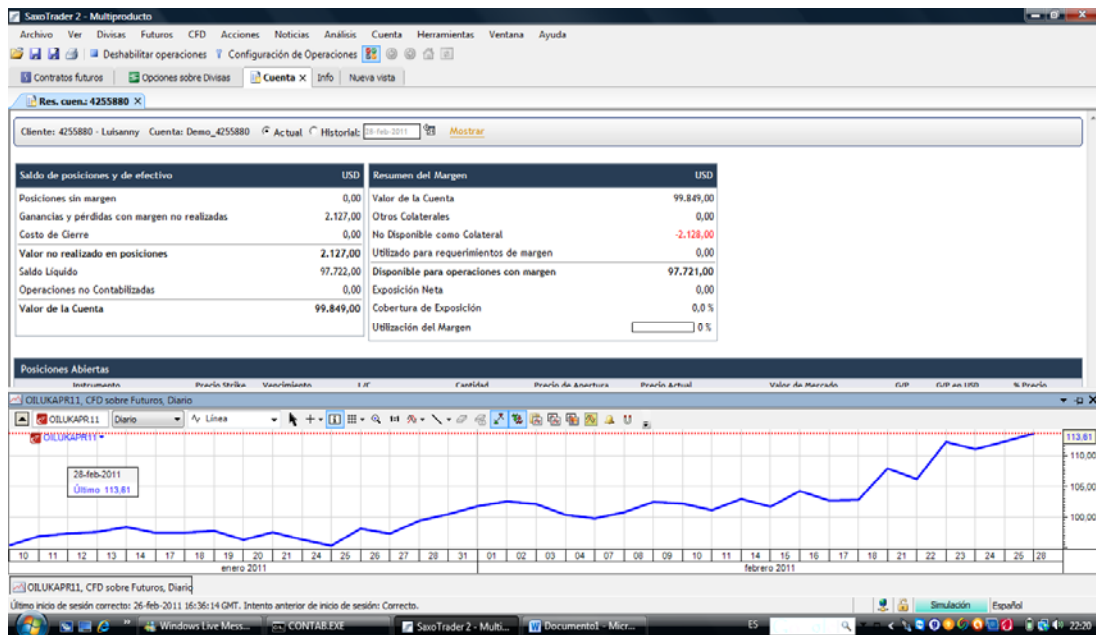 SaxoTrader 2 - Multiproducto
Archivo Ver Divisas Futuros CFD Acciones Noticias Análisis Cuenta Herramientas Ventana Ayuda
Deshabilitar operaciones Configuración de Operaciones
Contratos futuros Opciones sobre Divisas Cuenta X Info Nueva vista
Res. cuen.: 4255880 X
Cliente: 4255880 - Luisanny Cuenta: Demo_4255880 Actual Historial: 28-feb-2011 Mostrar
Saldo de posiciones y de efectivo USD
Posiciones sin margen 0,00
Ganancias y pérdidas con margen no realizadas 2.127,00
Costo de Cierre 0,00
Valor no realizado en posiciones 2.127,00
Saldo Líquido 97.722,00
Operaciones no Contabilizadas 0,00
Valor de la Cuenta 99.849,00
Resumen del Margen USD
Valor de la Cuenta 99.849,00
Otros Colaterales 0,00
No Disponible como Colateral -2.128,00
Utilizado para requerimientos de margen 0,00
Disponible para operaciones con margen 97.721,00
Exposición Neta 0,00
Cobertura de Exposición 0,0 %
Utilización del Margen 0 %
Posiciones Abiertas
Instrumento Precio Strike Vencimiento L/C Cantidad Precio de Apertura Precio Actual Valor de Mercado G/P G/P en USD % Precio
OILUKAPR11, CFD sobre Futuros, Diario
OILUKAPR11 Diario Línea
OILUKAPR11
113,61
28-feb-2011
Último 113,61
110,00
105,00
100,00
10 11 12 13 14 17 18 19 20 21 24 25 26 27 28 31 01 02 03 04 07 08 09 10 11 14 15 16 17 18 21 22 23 24 25 28
enero 2011 febrero 2011
OILUKAPR11, CFD sobre Futuros, Diario
Último inicio de sesión correcto: 26-feb-2011 16:36:14 GMT. Intento anterior de inicio de sesión: Correcto. Simulación Español
Windows Live Mess... CONTAB.EXE SaxoTrader 2 - Multi... Documento1 - Micr... ES 22:20